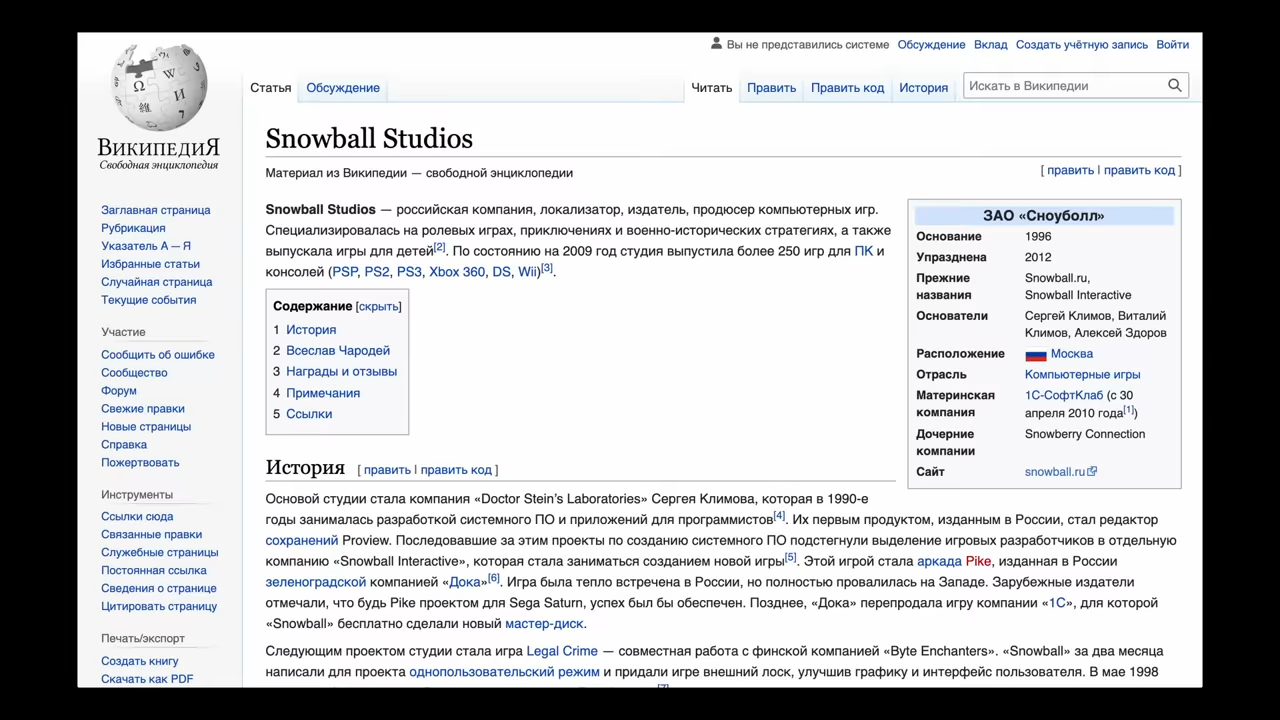 Вы не представились системе Обсуждение Вклад Создать учётную запись Войти
Статья Обсуждение Читать Править Править код История Искать в Википедии
ВИКИПЕДИЯ
Свободная энциклопедия
Заглавная страница
Рубрикация
Указатель А — Я
Избранные статьи
Случайная страница
Текущие события
Участие
Сообщить об ошибке
Сообщество
Форум
Свежие правки
Новые страницы
Справка
Пожертвовать
Инструменты
Ссылки сюда
Связанные правки
Служебные страницы
Постоянная ссылка
Сведения о странице
Цитировать страницу
Печать/экспорт
Создать книгу
Скачать как PDF
Snowball Studios
Материал из Википедии — свободной энциклопедии
[ править | править код ]
Snowball Studios — российская компания, локализатор, издатель, продюсер компьютерных игр.
Специализировалась на ролевых играх, приключениях и военно-исторических стратегиях, а также
выпускала игры для детей[2]. По состоянию на 2009 год студия выпустила более 250 игр для ПК и
консолей (PSP, PS2, PS3, Xbox 360, DS, Wii)[3].
ЗАО «Сноуболл»
Основание 1996
Упразднена 2012
Прежние названия Snowball.ru,
Snowball Interactive
Основатели Сергей Климов, Виталий
Климов, Алексей Здоров
Расположение Москва
Отрасль Компьютерные игры
Материнская компания 1С-СофтКлаб (с 30
апреля 2010 года[1])
Дочерние компании Snowberry Connection
Сайт snowball.ru
Содержание [скрыть]
1 История
2 Всеслав Чародей
3 Награды и отзывы
4 Примечания
5 Ссылки
История [ править | править код ]
Основой студии стала компания «Doctor Stein's Laboratories» Сергея Климова, которая в 1990-е
годы занималась разработкой системного ПО и приложений для программистов[4]. Их первым продуктом, изданным в России, стал редактор
сохранений Proview. Последовавшие за этим проекты по созданию системного ПО подстегнули выделение игровых разработчиков в отдельную
компанию «Snowball Interactive», которая стала заниматься созданием новой игры[5]. Этой игрой стала аркада Pike, изданная в России
зеленоградской компанией «Дока»[6]. Игра была тепло встречена в России, но полностью провалилась на Западе. Зарубежные издатели
отмечали, что будь Pike проектом для Sega Saturn, успех был бы обеспечен. Позднее, «Дока» перепродала игру компании «1С», для которой
«Snowball» бесплатно сделали новый мастер-диск.
Следующим проектом студии стала игра Legal Crime — совместная работа с финской компанией «Byte Enchanters». «Snowball» за два месяца
написали для проекта однопользовательский режим и придали игре внешний лоск, улучшив графику и интерфейс пользователя. В мае 1998